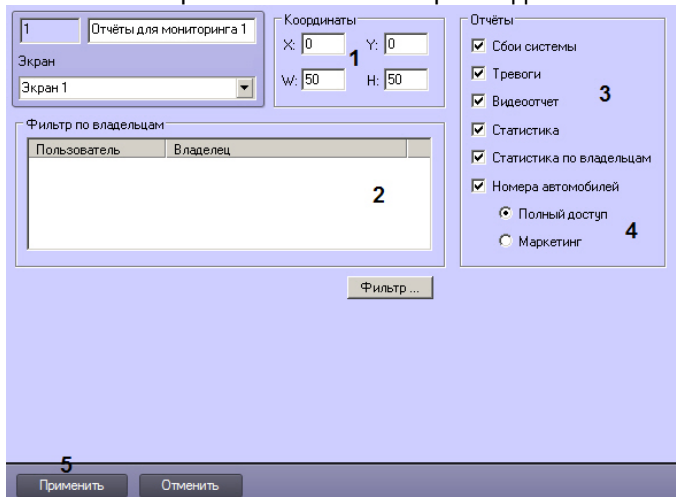 1 Отчёты для мониторинга 1
Экран
Экран 1
Координаты
X: 0 Y: 0
1
W: 50 H: 50
Отчёты
Сбои системы
Тревоги
3
Видеоотчет
Статистика
Статистика по владельцам
Номера автомобилей
Полный доступ
4
Маркетинг
Фильтр по владельцам
Пользователь Владелец
2
Фильтр ...
5
Применить Отменить